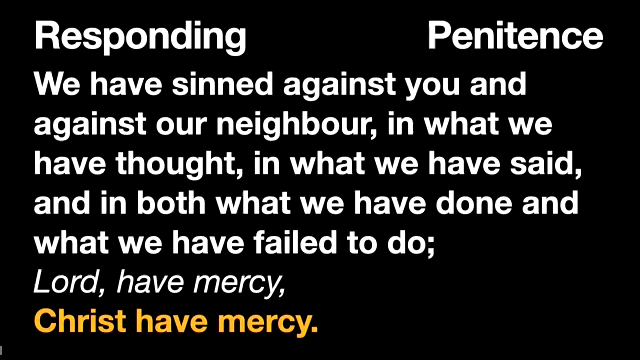 Responding Penitence
We have sinned against you and
against our neighbour, in what we
have thought, in what we have said,
and in both what we have done and
what we have failed to do;
Lord, have mercy,
Christ have mercy.